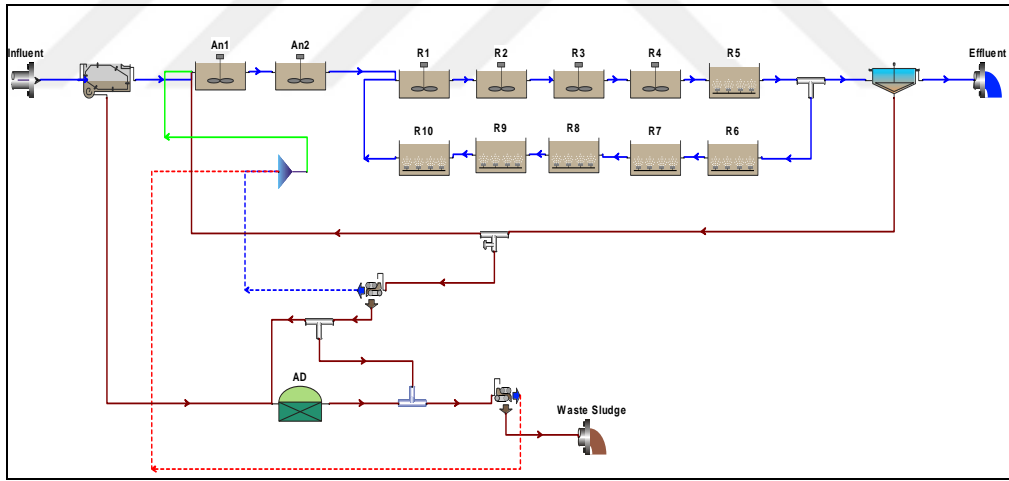 Influent
An1
An2
R1
R2
R3
R4
R5
Effluent
R10
R9
R8
R7
R6
AD
Waste Sludge